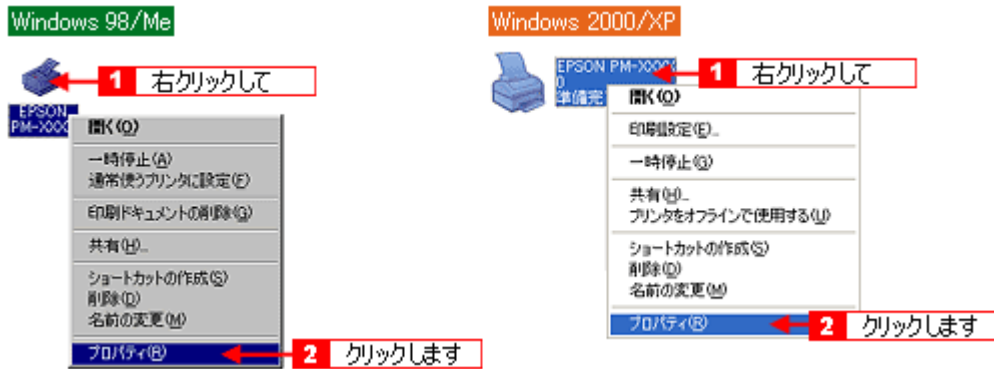 Windows 98/Me
1 右クリックして
EPSON
PM-XXXX
開く(O)
一時停止(A)
通常使うプリンタに設定(F)
印刷ドキュメントの削除(G)
共有(H)...
ショートカットの作成(S)
削除(D)
名前の変更(M)
プロパティ(R)
2 クリックします
Windows 2000/XP
EPSON PM-XXXX
0
準備完
1 右クリックして
開く(O)
印刷設定(E)...
一時停止(G)
共有(H)...
プリンタをオフラインで使用する(U)
ショートカットの作成(S)
削除(D)
名前の変更(M)
プロパティ(R)
2 クリックします